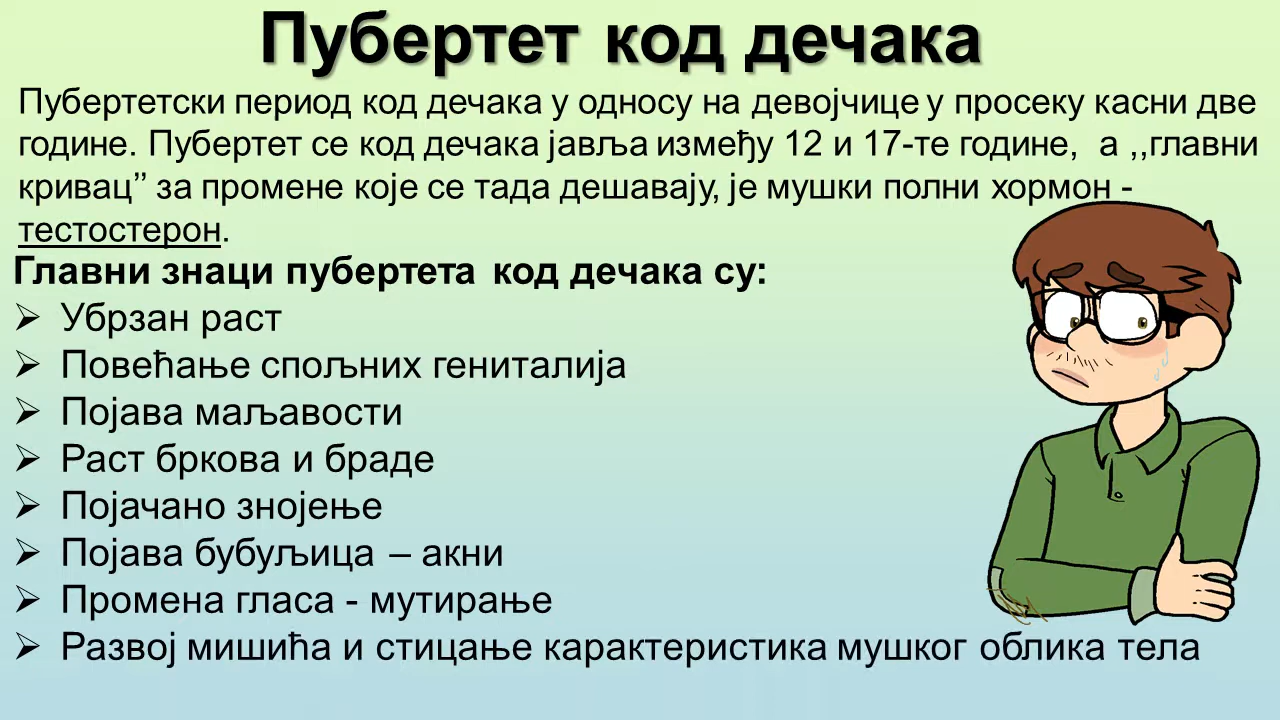 Пубертет код дечака
Пубертетски период код дечака у односу на девојчице у просеку касни две
године. Пубертет се код дечака јавља између 12 и 17-те године,  а ,,главни
кривац’’ за промене које се тада дешавају, је мушки полни хормон -
тестостерон.
Главни знаци пубертета код дечака су:
➢ Убрзан раст
➢ Повећање спољних гениталија
➢ Појава маљавости
➢ Раст бркова и браде
➢ Појачано знојење
➢ Појава бубуљица – акни
➢ Промена гласа - мутирање
➢ Развој мишића и стицање карактеристика мушког облика тела